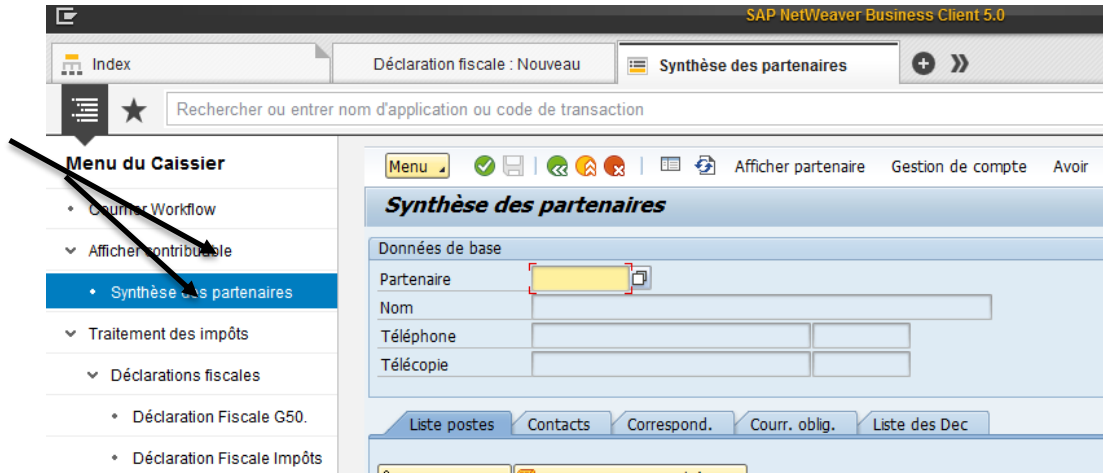 SAP NetWeaver Business Client 5.0
Index
Déclaration fiscale : Nouveau
Synthèse des partenaires
Rechercher ou entrer nom d'application ou code de transaction
Menu du Caissier
Courrier Workflow
Afficher contribuable
Synthèse des partenaires
Traitement des impôts
Déclarations fiscales
Déclaration Fiscale G50.
Déclaration Fiscale Impôts
Menu
Afficher partenaire
Gestion de compte
Avoir
Synthèse des partenaires
Données de base
Partenaire
Nom
Téléphone
Télécopie
Liste postes
Contacts
Correspond.
Courr. oblig.
Liste des Dec